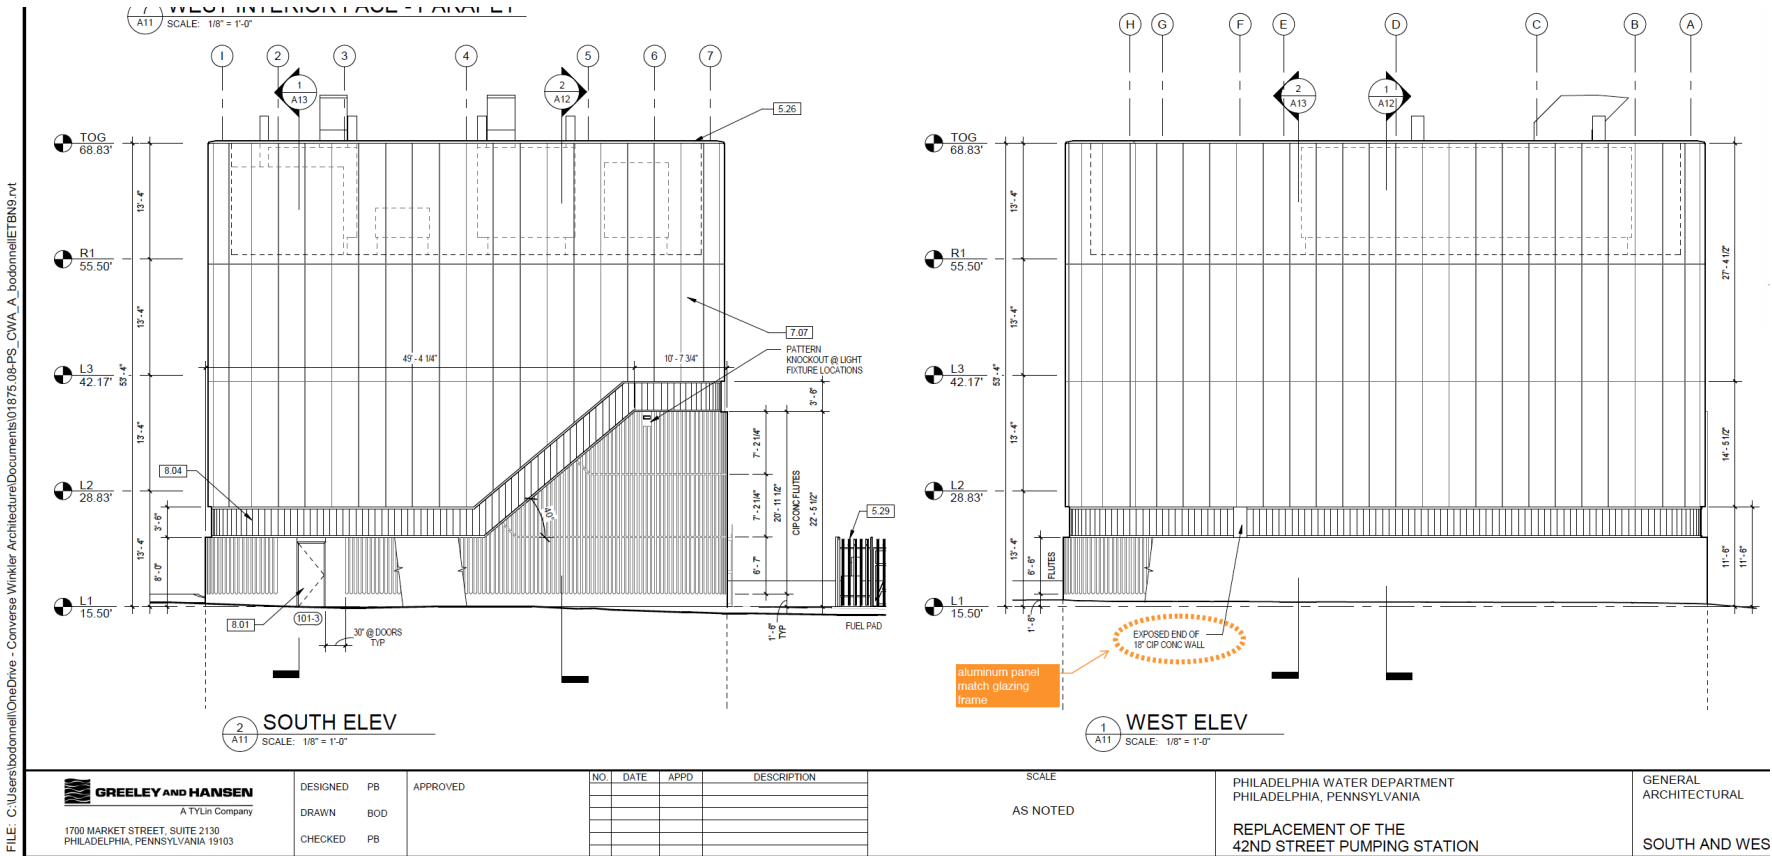 7
WEST INTERIOR FACE - PARAPET
A11
SCALE: 1/8" = 1'-0"
1
2
3
4
5
6
7
1
A13
2
A12
5.26
TOG
68.83'
13' - 4"
R1
55.50'
13' - 4"
7.07
PATTERN
KNOCKOUT @ LIGHT
FIXTURE LOCATIONS
49' - 4 1/4"
10' - 7 3/4"
L3
42.17'
53' - 4"
3' - 6"
13' - 4"
7' - 2 1/4"
8.04
L2
28.83'
3' - 6"
40°
7' - 2 1/4"
20' - 11 1/2"
CIP CONC FLUTES
22' - 5 1/2"
5.29
13' - 4"
8' - 0"
6' - 7"
L1
15.50'
8.01
101-3
30" @ DOORS
TYP
1' - 6"
TYP
FUEL PAD
2
A11
SOUTH ELEV
SCALE: 1/8" = 1'-0"
H
G
F
E
D
C
B
A
2
A13
1
A12
TOG
68.83'
13' - 4"
R1
55.50'
27' - 4 1/2"
13' - 4"
L3
42.17'
53' - 4"
13' - 4"
14' - 5 1/2"
L2
28.83'
13' - 4"
6' - 6"
FLUTES
11' - 6"
11' - 6"
L1
15.50'
1' - 6"
EXPOSED END OF
18" CIP CONC WALL
aluminum panel
match glazing
frame
1
A11
WEST ELEV
SCALE: 1/8" = 1'-0"
FILE: C:\Users\bodonnell\OneDrive - Converse Winkler Architecture\Documents\01875.08-PS_CWA_A_bodonnellETBN9.rvt
GREELEY AND HANSEN
A TYLin Company
1700 MARKET STREET, SUITE 2130
PHILADELPHIA, PENNSYLVANIA 19103
DESIGNED PB
DRAWN BOD
CHECKED PB
APPROVED
NO. DATE APPD DESCRIPTION
SCALE
AS NOTED
PHILADELPHIA WATER DEPARTMENT
PHILADELPHIA, PENNSYLVANIA
REPLACEMENT OF THE
42ND STREET PUMPING STATION
GENERAL
ARCHITECTURAL
SOUTH AND WES